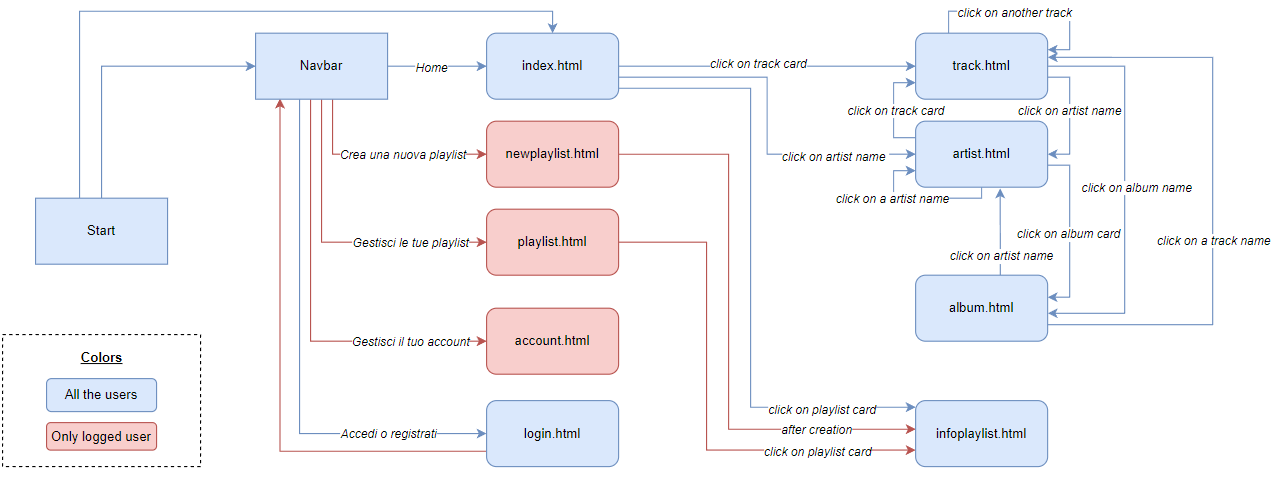 click on another track
Navbar
Home
index.html
click on track card
track.html
click on track card
click on artist name
Crea una nuova playlist
newplaylist.html
click on artist name
artist.html
click on album name
click on a artist name
Start
Gestisci le tue playlist
playlist.html
click on album card
click on a track name
click on artist name
album.html
Gestisci il tuo account
account.html
Colors
All the users
Only logged user
Accedi o registrati
login.html
click on playlist card
after creation
click on playlist card
infoplaylist.html